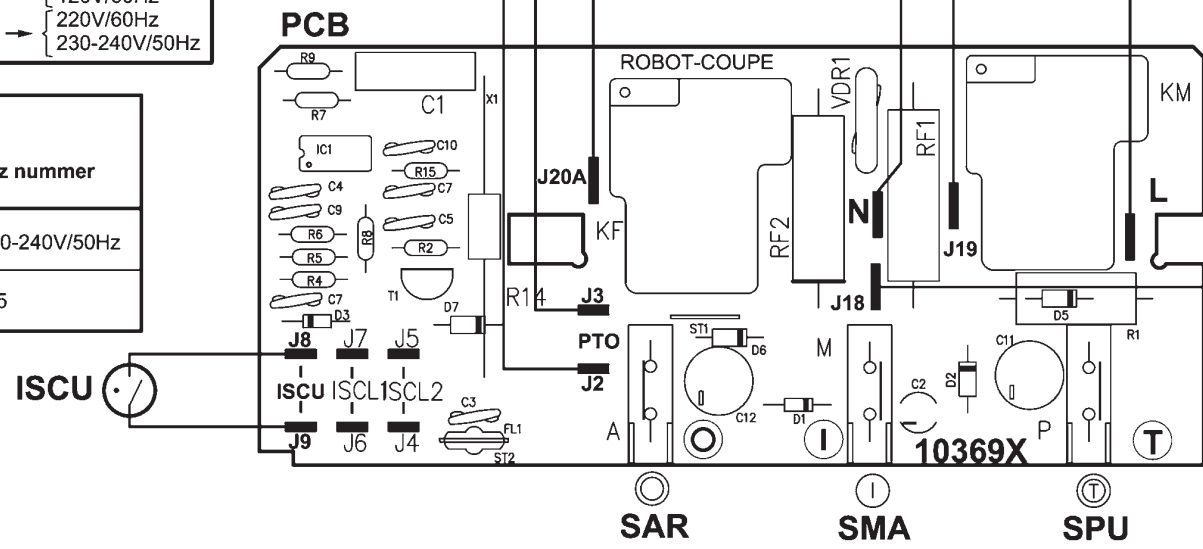 220V/60Hz
230-240V/50Hz
PCB
z nummer
0-240V/50Hz
5
ROBOT-COUPE
R9
R7
C1
X1
VDR1
KM
IC1
C10
R15
C4
C7
C9
C5
R6
R8
R2
R5
R4
C7
T1
D3
D7
R14
J20A
KF
RF2
RF1
N
J19
L
J18
J3
PTO
J2
ST1
D6
M
D5
R1
C11
D2
C2
D1
C12
J8
J7
J5
ISCU
ISCU
ISCL1
ISCL2
J9
J6
J4
C3
FL1
ST2
A
O
I
10369X
P
T
I
T
SAR
SMA
SPU